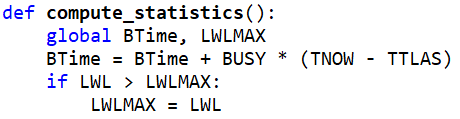 def compute_statistics():
    global BTime, LWLMAX
    BTime = BTime + BUSY * (TNOW - TTLAS)
    if LWL > LWLMAX:
        LWLMAX = LWL